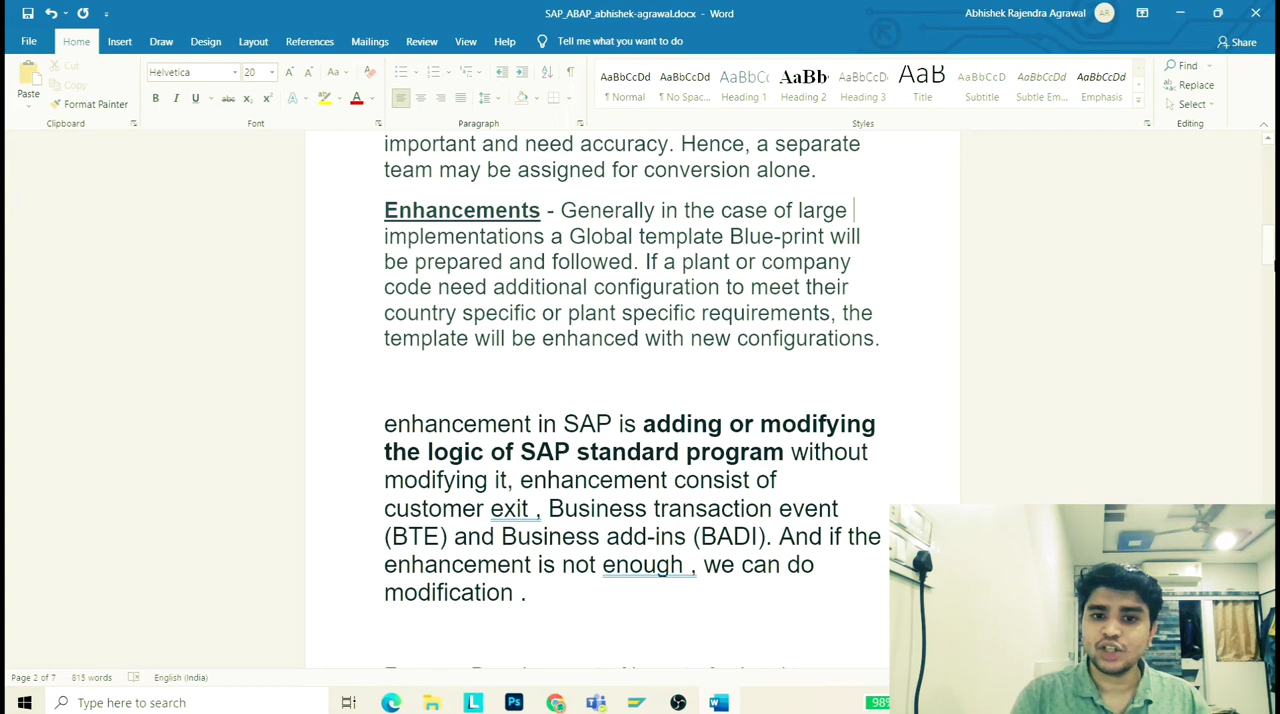 SAP_ABAP_abhishek-agrawal.docx - Word
Abhishek Rajendra Agrawal
AR
File Home Insert Draw Design Layout References Mailings Review View Help Tell me what you want to do
Share
Paste
Cut
Copy
Format Painter
Clipboard
Helvetica 20
Font
Paragraph
AaBbCcDd AaBbCcDd AaBbCc AaBb AaBbCcDd AaB AaBbCcDd AaBbCcDd AaBbCcDd
¶ Normal ¶ No Spac... Heading 1 Heading 2 Heading 3 Title Subtitle Subtle Em... Emphasis
Styles
Find
Replace
Select
Editing
important and need accuracy. Hence, a separate
team may be assigned for conversion alone.
Enhancements - Generally in the case of large
implementations a Global template Blue-print will
be prepared and followed. If a plant or company
code need additional configuration to meet their
country specific or plant specific requirements, the
template will be enhanced with new configurations.
enhancement in SAP is adding or modifying
the logic of SAP standard program without
modifying it, enhancement consist of
customer exit , Business transaction event
(BTE) and Business add-ins (BADI). And if the
enhancement is not enough , we can do
modification .
Page 2 of 7 815 words English (India)
Type here to search
98%